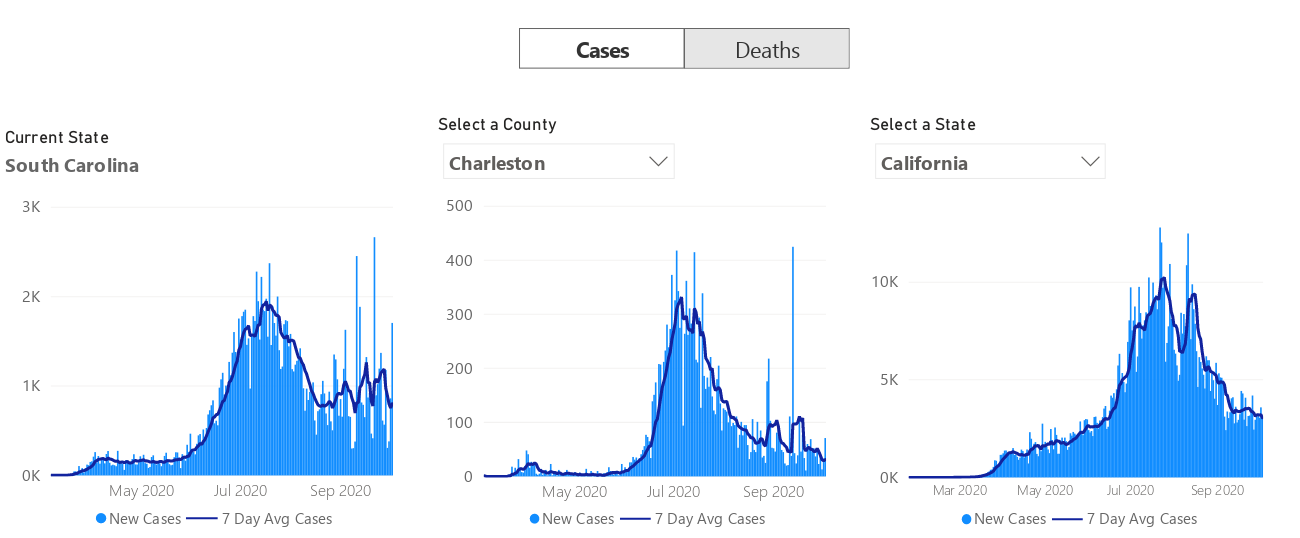 Cases Deaths
Current State
South Carolina
Select a County
Charleston
Select a State
California
3K
2K
1K
0K
May 2020 Jul 2020 Sep 2020
New Cases 7 Day Avg Cases
500
400
300
200
100
0
May 2020 Jul 2020 Sep 2020
New Cases 7 Day Avg Cases
10K
5K
0K
Mar 2020 May 2020 Jul 2020 Sep 2020
New Cases 7 Day Avg Cases